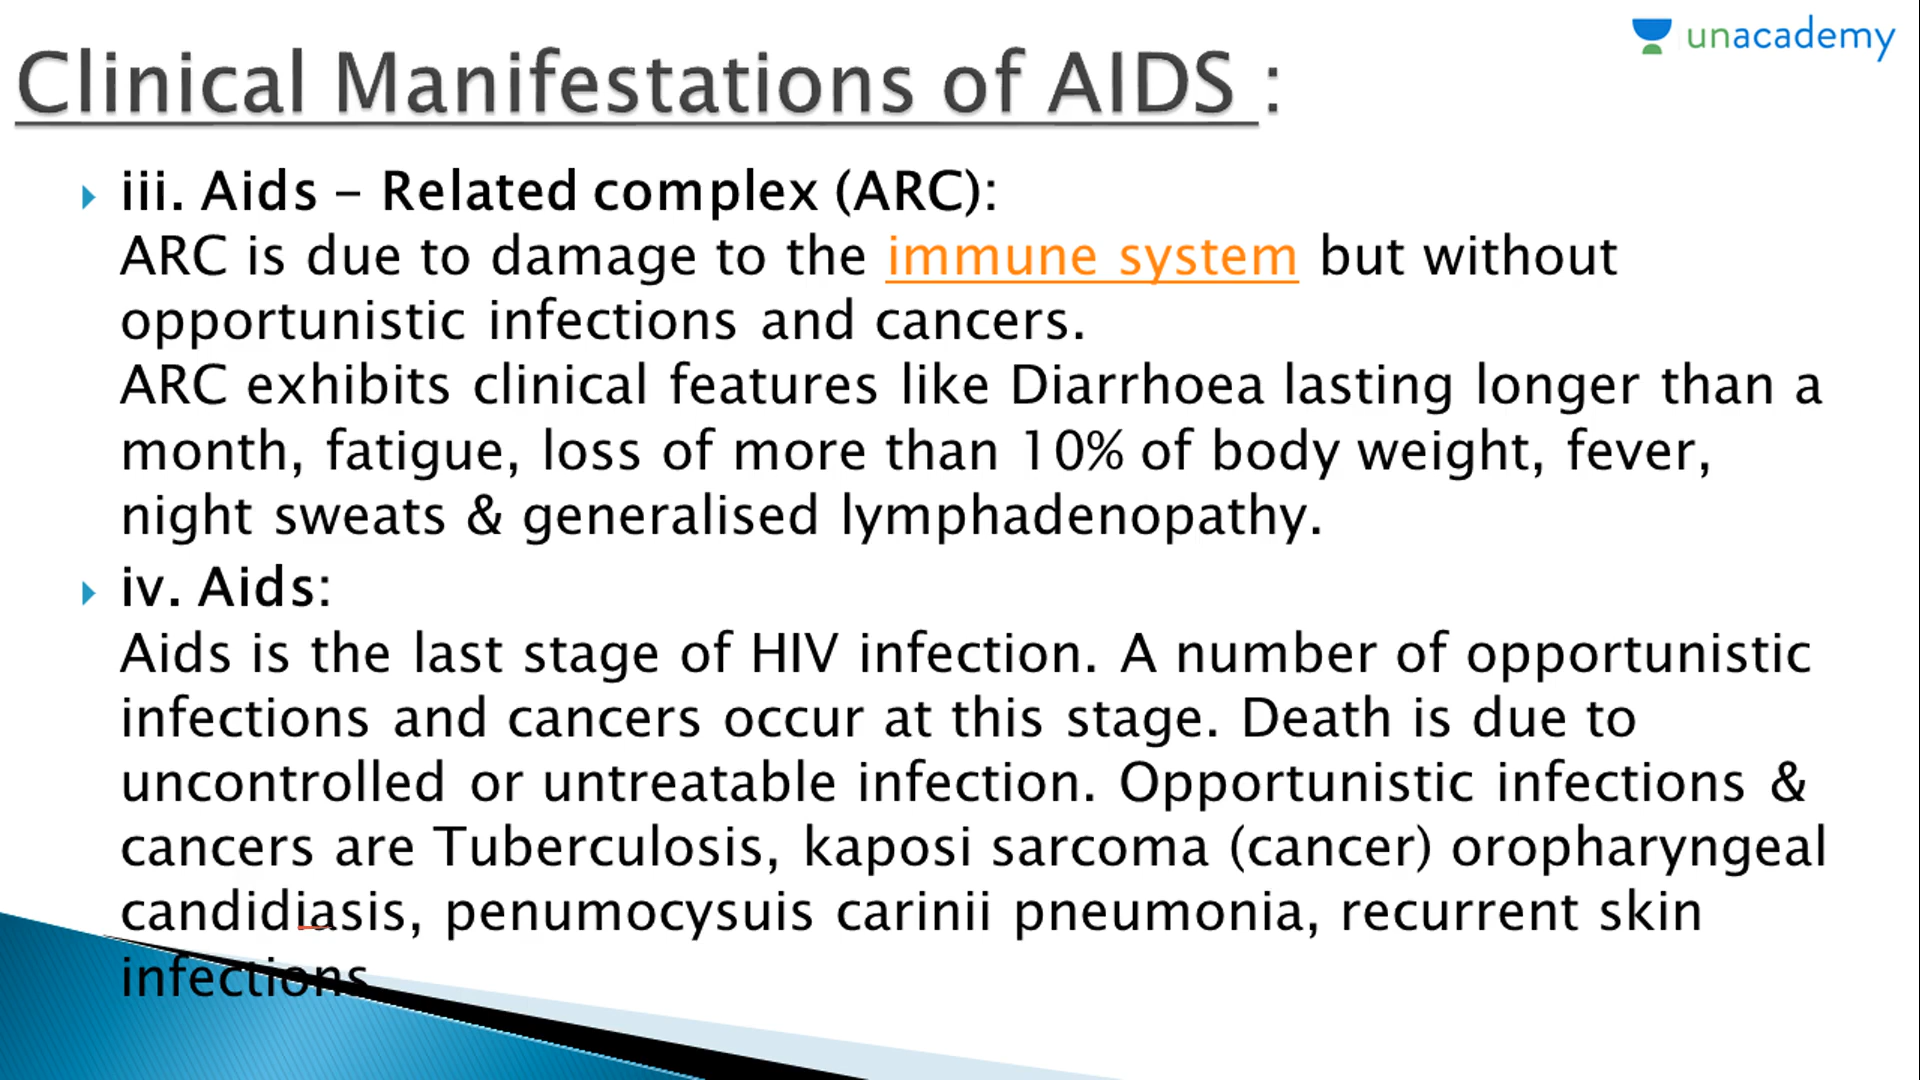 unacademy
Clinical Manifestations of AIDS :
iii. Aids – Related complex (ARC):
ARC is due to damage to the immune system but without
opportunistic infections and cancers.
ARC exhibits clinical features like Diarrhoea lasting longer than a
month, fatigue, loss of more than 10% of body weight, fever,
night sweats & generalised lymphadenopathy.
iv. Aids:
Aids is the last stage of HIV infection. A number of opportunistic
infections and cancers occur at this stage. Death is due to
uncontrolled or untreatable infection. Opportunistic infections &
cancers are Tuberculosis, kaposi sarcoma (cancer) oropharyngeal
candidiasis, penumocysuis carinii pneumonia, recurrent skin
infections